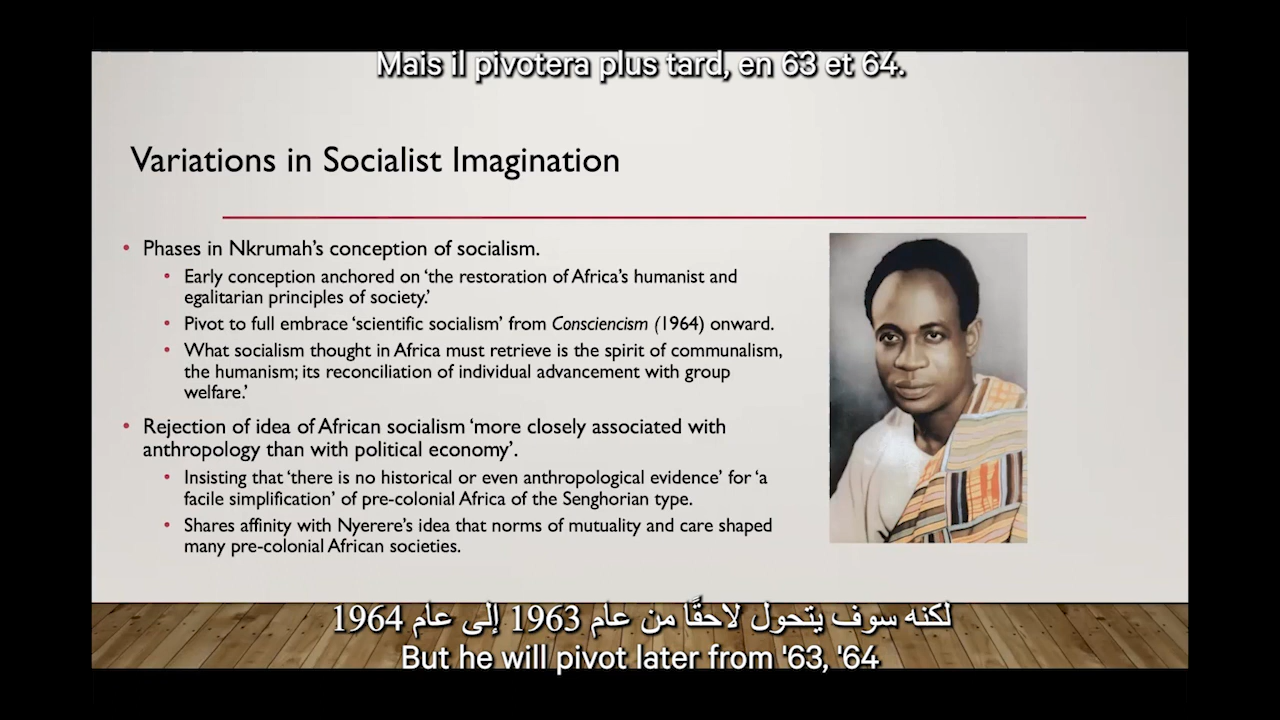 Mais il pivotera plus tard, en 63 et 64.
Variations in Socialist Imagination
• Phases in Nkrumah's conception of socialism.
• Early conception anchored on 'the restoration of Africa's humanist and
egalitarian principles of society.'
• Pivot to full embrace 'scientific socialism' from Consciencism (1964) onward.
• What socialism thought in Africa must retrieve is the spirit of communalism,
the humanism; its reconciliation of individual advancement with group
welfare.'
• Rejection of idea of African socialism 'more closely associated with
anthropology than with political economy'.
• Insisting that 'there is no historical or even anthropological evidence' for 'a
facile simplification' of pre-colonial Africa of the Senghorian type.
• Shares affinity with Nyerere's idea that norms of mutuality and care shaped
many pre-colonial African societies.
لكنه سوف يتحول لاحقًا من عام 1963 إلى عام 1964
But he will pivot later from '63, '64